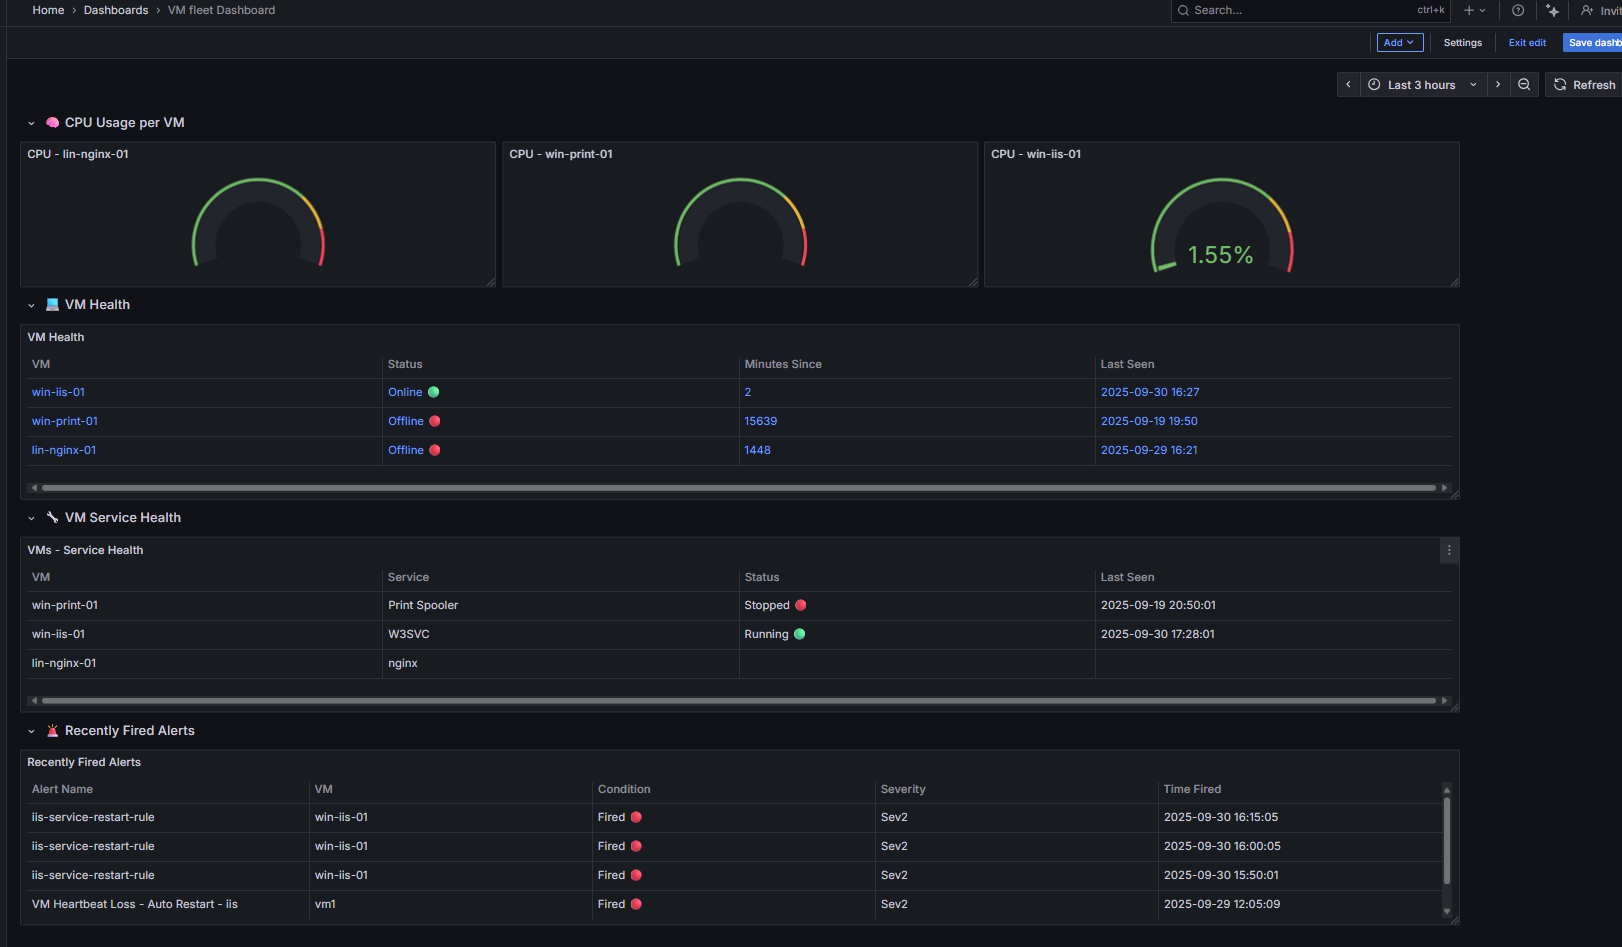 Home › Dashboards › VM fleet Dashboard
Search... ctrl+k
Invit
Add Settings Exit edit Save dashb
Last 3 hours Refresh
CPU Usage per VM
CPU - lin-nginx-01 CPU - win-print-01 CPU - win-iis-01
1.55%
VM Health
VM Health
VM Status Minutes Since Last Seen
win-iis-01 Online 2 2025-09-30 16:27
win-print-01 Offline 15639 2025-09-19 19:50
lin-nginx-01 Offline 1448 2025-09-29 16:21
VM Service Health
VMs - Service Health
VM Service Status Last Seen
win-print-01 Print Spooler Stopped 2025-09-19 20:50:01
win-iis-01 W3SVC Running 2025-09-30 17:28:01
lin-nginx-01 nginx
Recently Fired Alerts
Recently Fired Alerts
Alert Name VM Condition Severity Time Fired
iis-service-restart-rule win-iis-01 Fired Sev2 2025-09-30 16:15:05
iis-service-restart-rule win-iis-01 Fired Sev2 2025-09-30 16:00:05
iis-service-restart-rule win-iis-01 Fired Sev2 2025-09-30 15:50:01
VM Heartbeat Loss - Auto Restart - iis vm1 Fired Sev2 2025-09-29 12:05:09